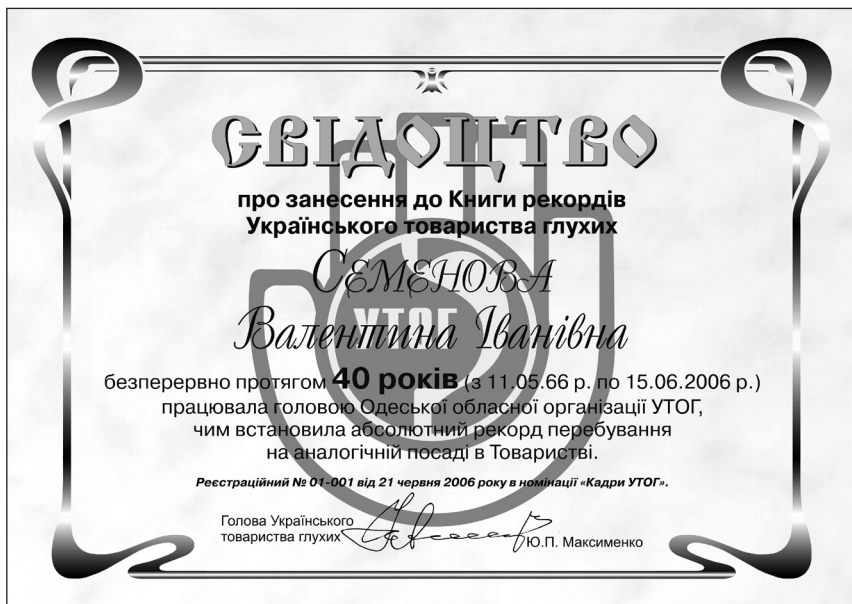 СВІДОЦТВО
про занесення до Книги рекордів
Українського товариства глухих
СЕМЕНОВА
Валентина Іванівна
УТОГ
безперервно протягом 40 років (з 11.05.66 р. по 15.06.2006 р.)
працювала головою Одеської обласної організації УТОГ,
чим встановила абсолютний рекорд перебування
на аналогічній посаді в Товаристві.
Реєстраційний № 01-001 від 21 червня 2006 року в номінації «Кадри УТОГ».
Голова Українського
товариства глухих
Ю.П. Максименко